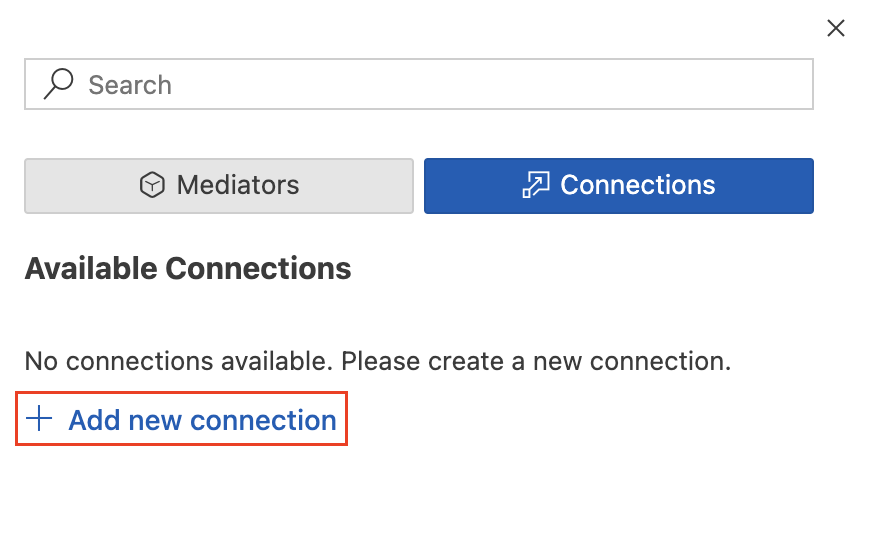 Search
Mediators
Connections
Available Connections
No connections available. Please create a new connection.
Add new connection